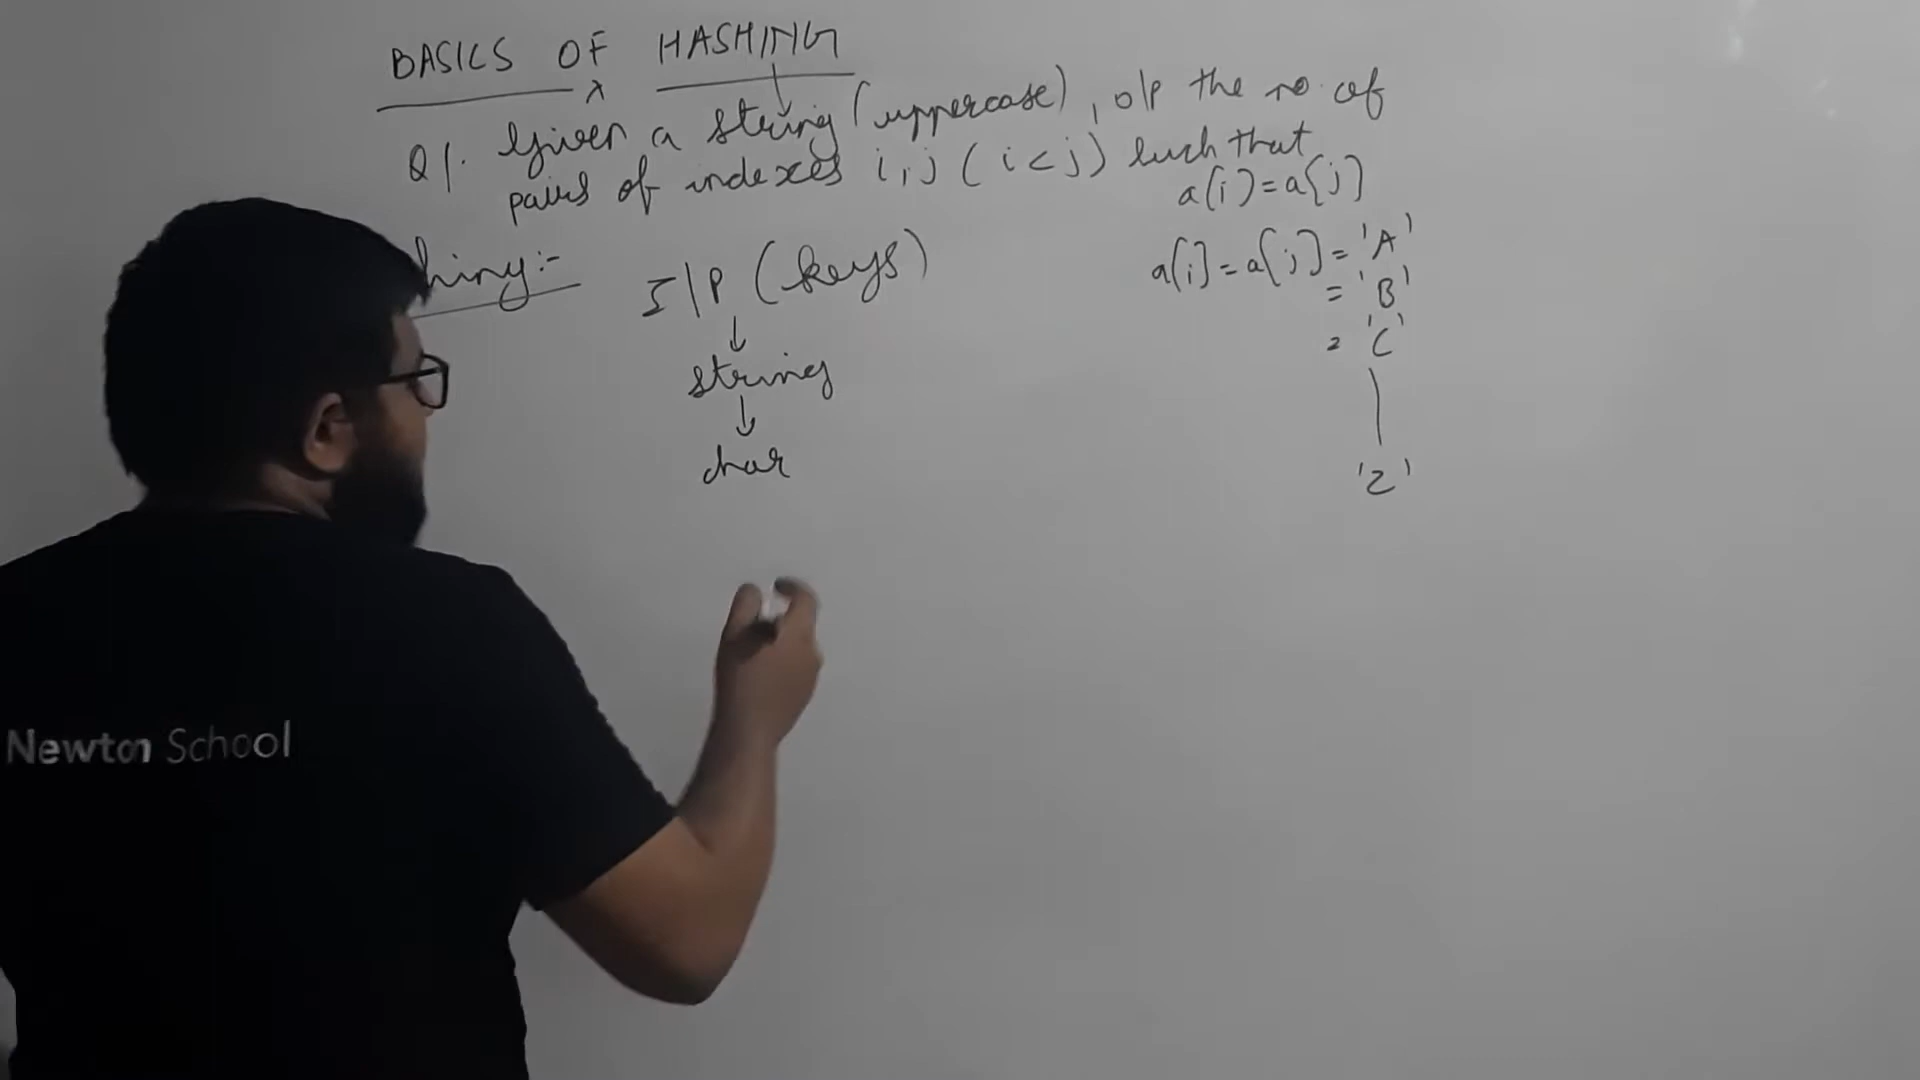 BASICS OF HASHING
Q1. Given a string (uppercase), o/p the no. of
pairs of indexes i, j (i < j) such that
a[i] = a[j]
hing:-
I/P (keys)
↓
string
↓
char
a[i] = a[j] = 'A'
= 'B'
= 'C'
|
'Z'
Newton School